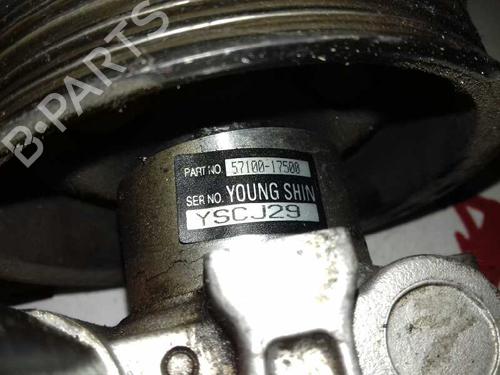 B-PARTS
PART NO. 57100-17500
SER NO. YOUNG SHIN
YSCJ29